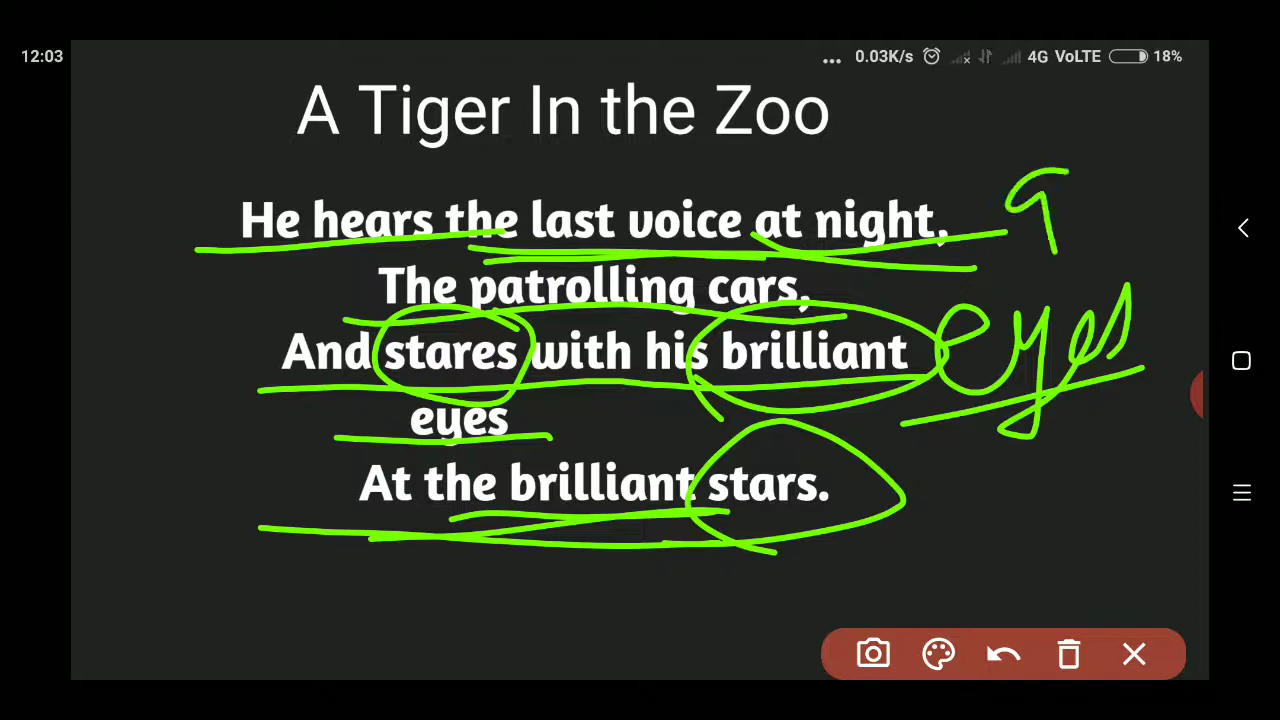 12:03
... 0.03K/s 4G VoLTE 18%
A Tiger In the Zoo
He hears the last voice at night,
The patrolling cars,
And stares with his brilliant
eyes
eyes
At the brilliant stars.